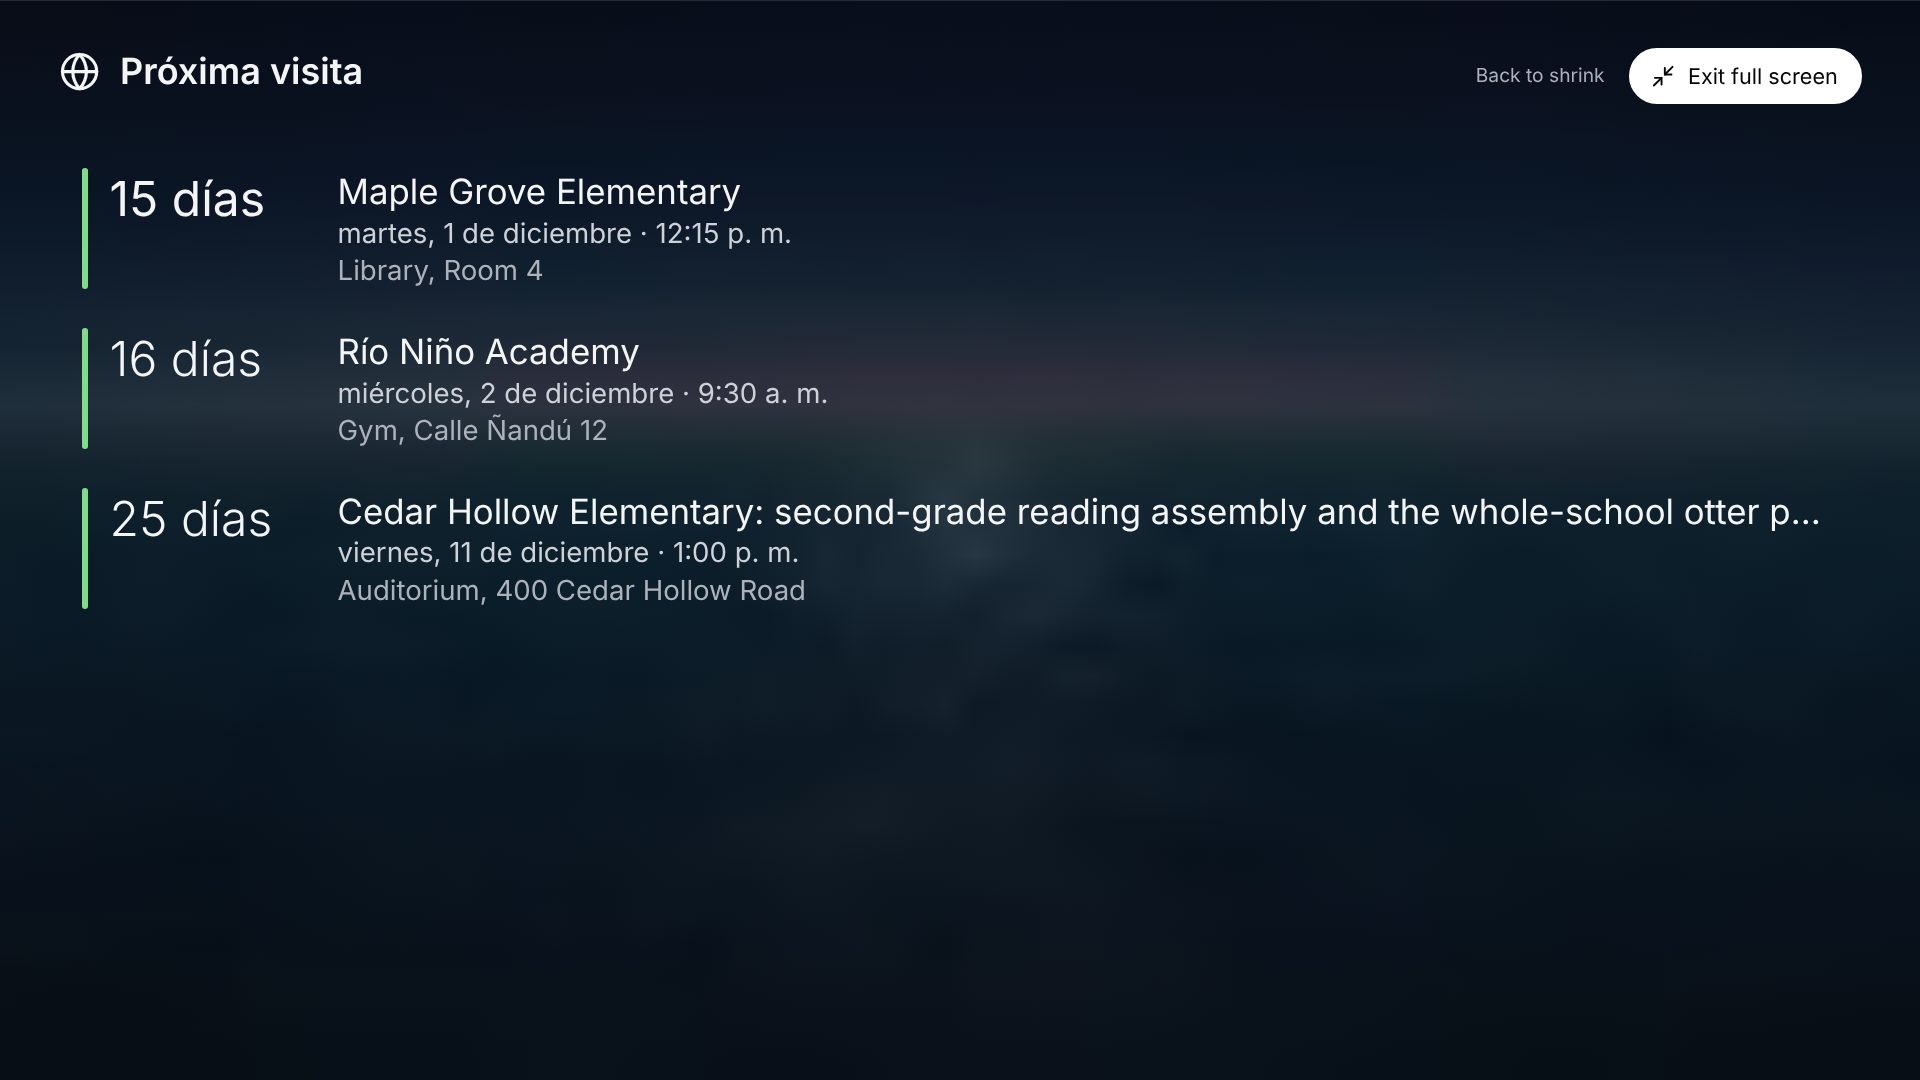 Próxima visita
Back to shrink
Exit full screen
15 días
Maple Grove Elementary
martes, 1 de diciembre · 12:15 p. m.
Library, Room 4
16 días
Río Niño Academy
miércoles, 2 de diciembre · 9:30 a. m.
Gym, Calle Ñandú 12
25 días
Cedar Hollow Elementary: second-grade reading assembly and the whole-school otter p...
viernes, 11 de diciembre · 1:00 p. m.
Auditorium, 400 Cedar Hollow Road